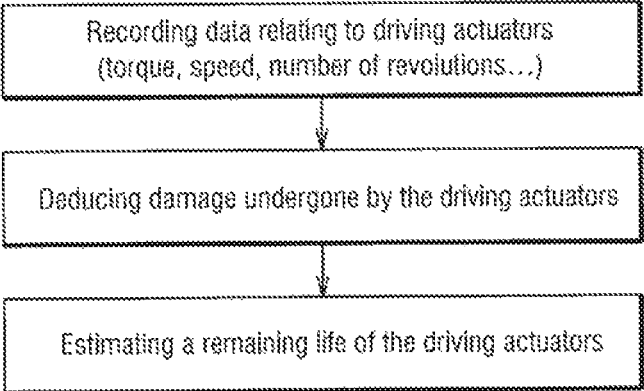 Recording data relating to driving actuators
(torque, speed, number of revolutions...)
Deducing damage undergone by the driving actuators
Estimating a remaining life of the driving actuators